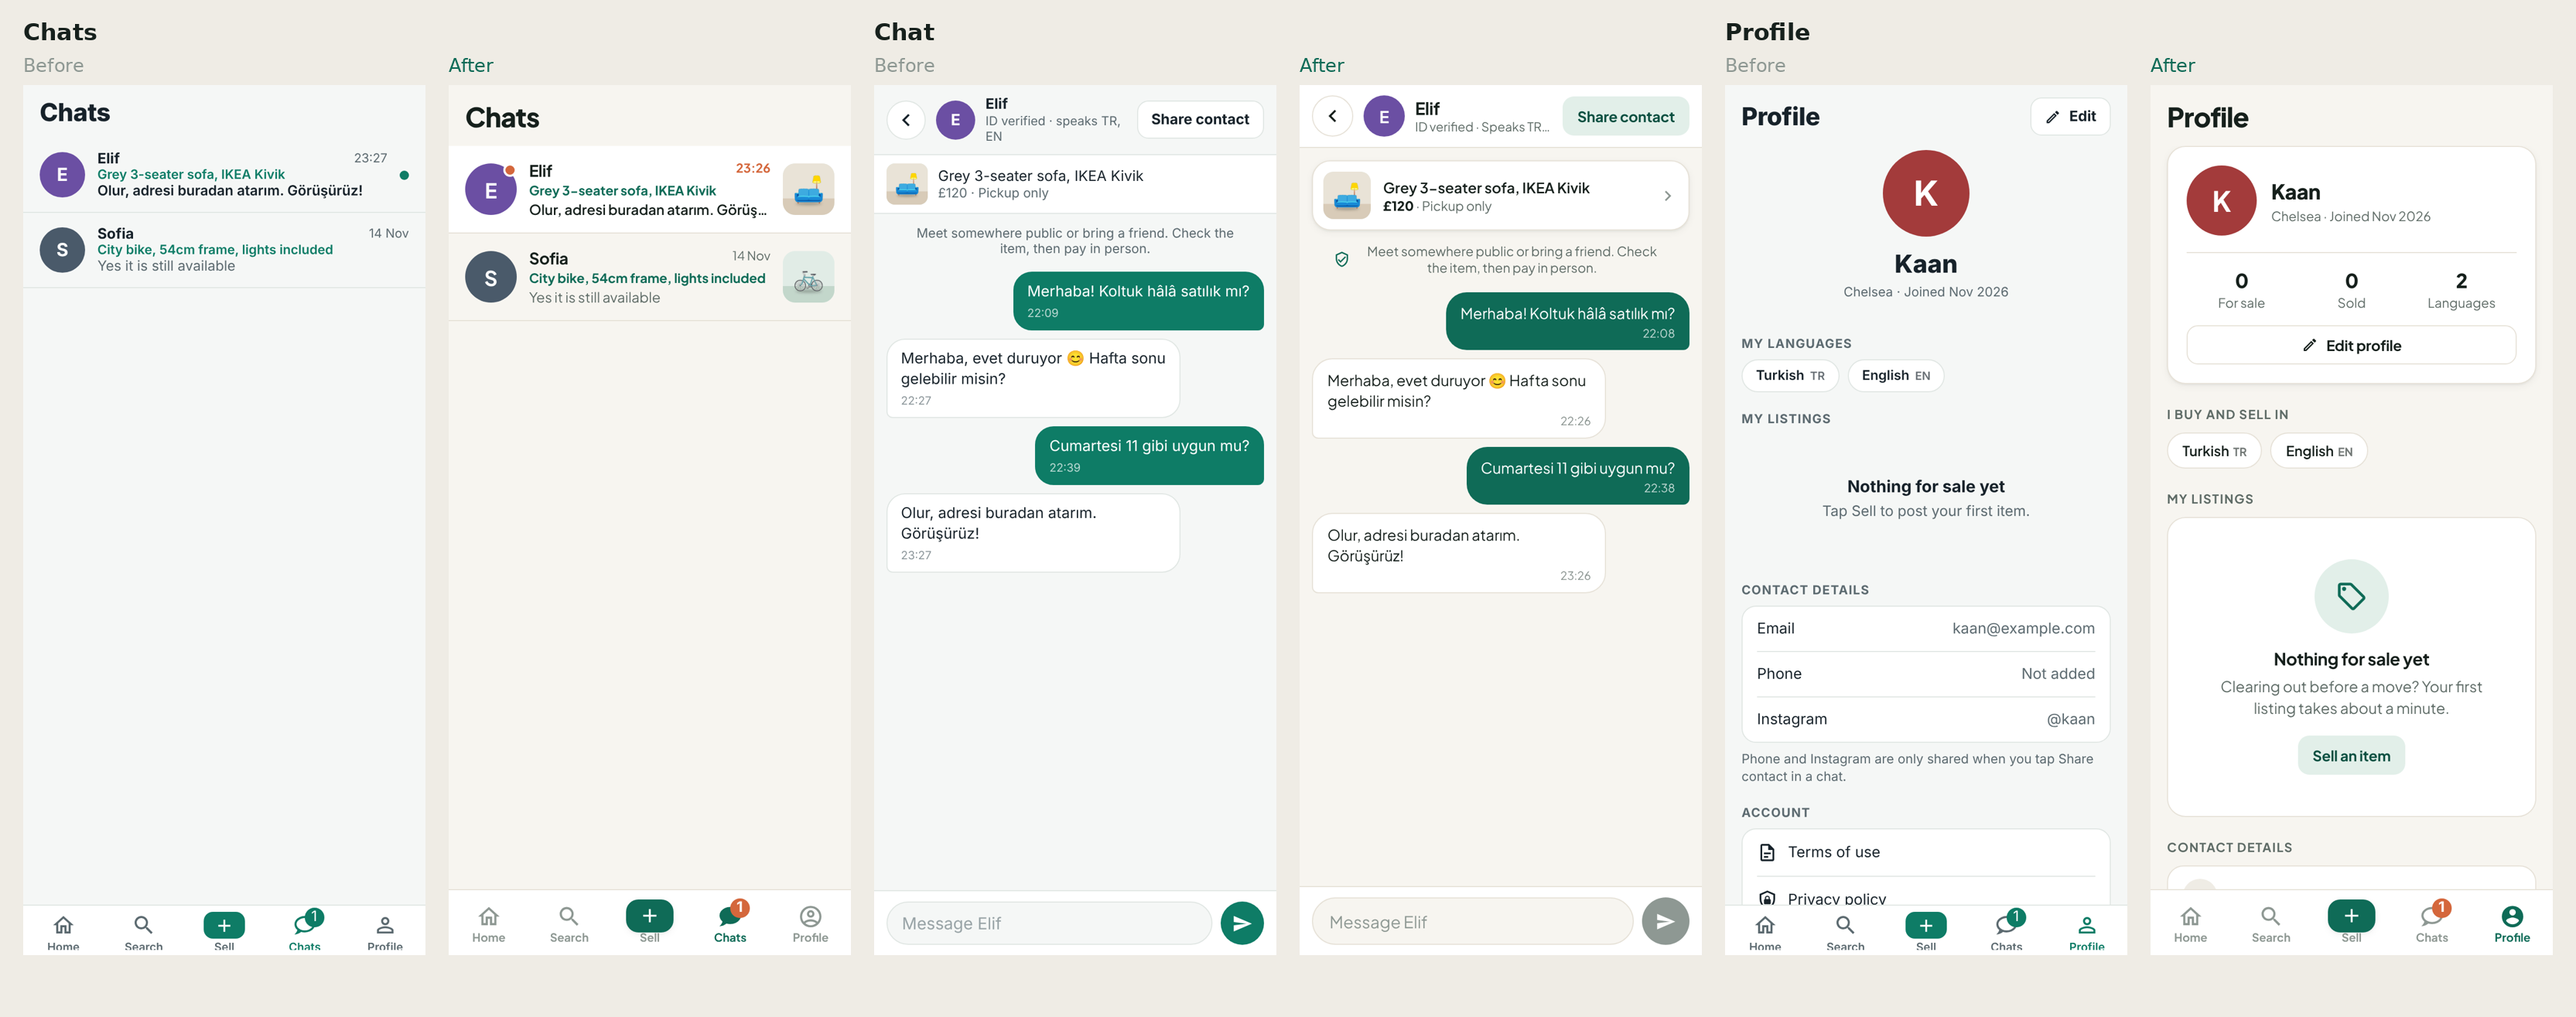 Chats
Before
Chats
E
Elif
23:27
Grey 3-seater sofa, IKEA Kivik
Olur, adresi buradan atarım. Görüşürüz!
S
Sofia
14 Nov
City bike, 54cm frame, lights included
Yes it is still available
Home
Search
Sell
1
Chats
Profile
After
Chats
E
Elif
23:26
Grey 3-seater sofa, IKEA Kivik
Olur, adresi buradan atarım. Görüş...
S
Sofia
14 Nov
City bike, 54cm frame, lights included
Yes it is still available
Home
Search
Sell
1
Chats
Profile
Chat
Before
E
Elif
ID verified · speaks TR,
EN
Share contact
Grey 3-seater sofa, IKEA Kivik
£120 · Pickup only
Meet somewhere public or bring a friend. Check the
item, then pay in person.
Merhaba! Koltuk hâlâ satılık mı?
22:09
Merhaba, evet duruyor 😊 Hafta sonu
gelebilir misin?
22:27
Cumartesi 11 gibi uygun mu?
22:39
Olur, adresi buradan atarım.
Görüşürüz!
23:27
Message Elif
After
E
Elif
ID verified · Speaks TR...
Share contact
Grey 3-seater sofa, IKEA Kivik
£120 · Pickup only
Meet somewhere public or bring a friend. Check
the item, then pay in person.
Merhaba! Koltuk hâlâ satılık mı?
22:08
Merhaba, evet duruyor 😊 Hafta sonu
gelebilir misin?
22:26
Cumartesi 11 gibi uygun mu?
22:38
Olur, adresi buradan atarım.
Görüşürüz!
23:26
Message Elif
Profile
Before
Profile
Edit
K
Kaan
Chelsea · Joined Nov 2026
MY LANGUAGES
Turkish TR
English EN
MY LISTINGS
Nothing for sale yet
Tap Sell to post your first item.
CONTACT DETAILS
Email
kaan@example.com
Phone
Not added
Instagram
@kaan
Phone and Instagram are only shared when you tap Share
contact in a chat.
ACCOUNT
Terms of use
Privacy policy
Home
Search
Sell
1
Chats
Profile
After
Profile
K
Kaan
Chelsea · Joined Nov 2026
0
For sale
0
Sold
2
Languages
Edit profile
I BUY AND SELL IN
Turkish TR
English EN
MY LISTINGS
Nothing for sale yet
Clearing out before a move? Your first
listing takes about a minute.
Sell an item
CONTACT DETAILS
Home
Search
Sell
1
Chats
Profile